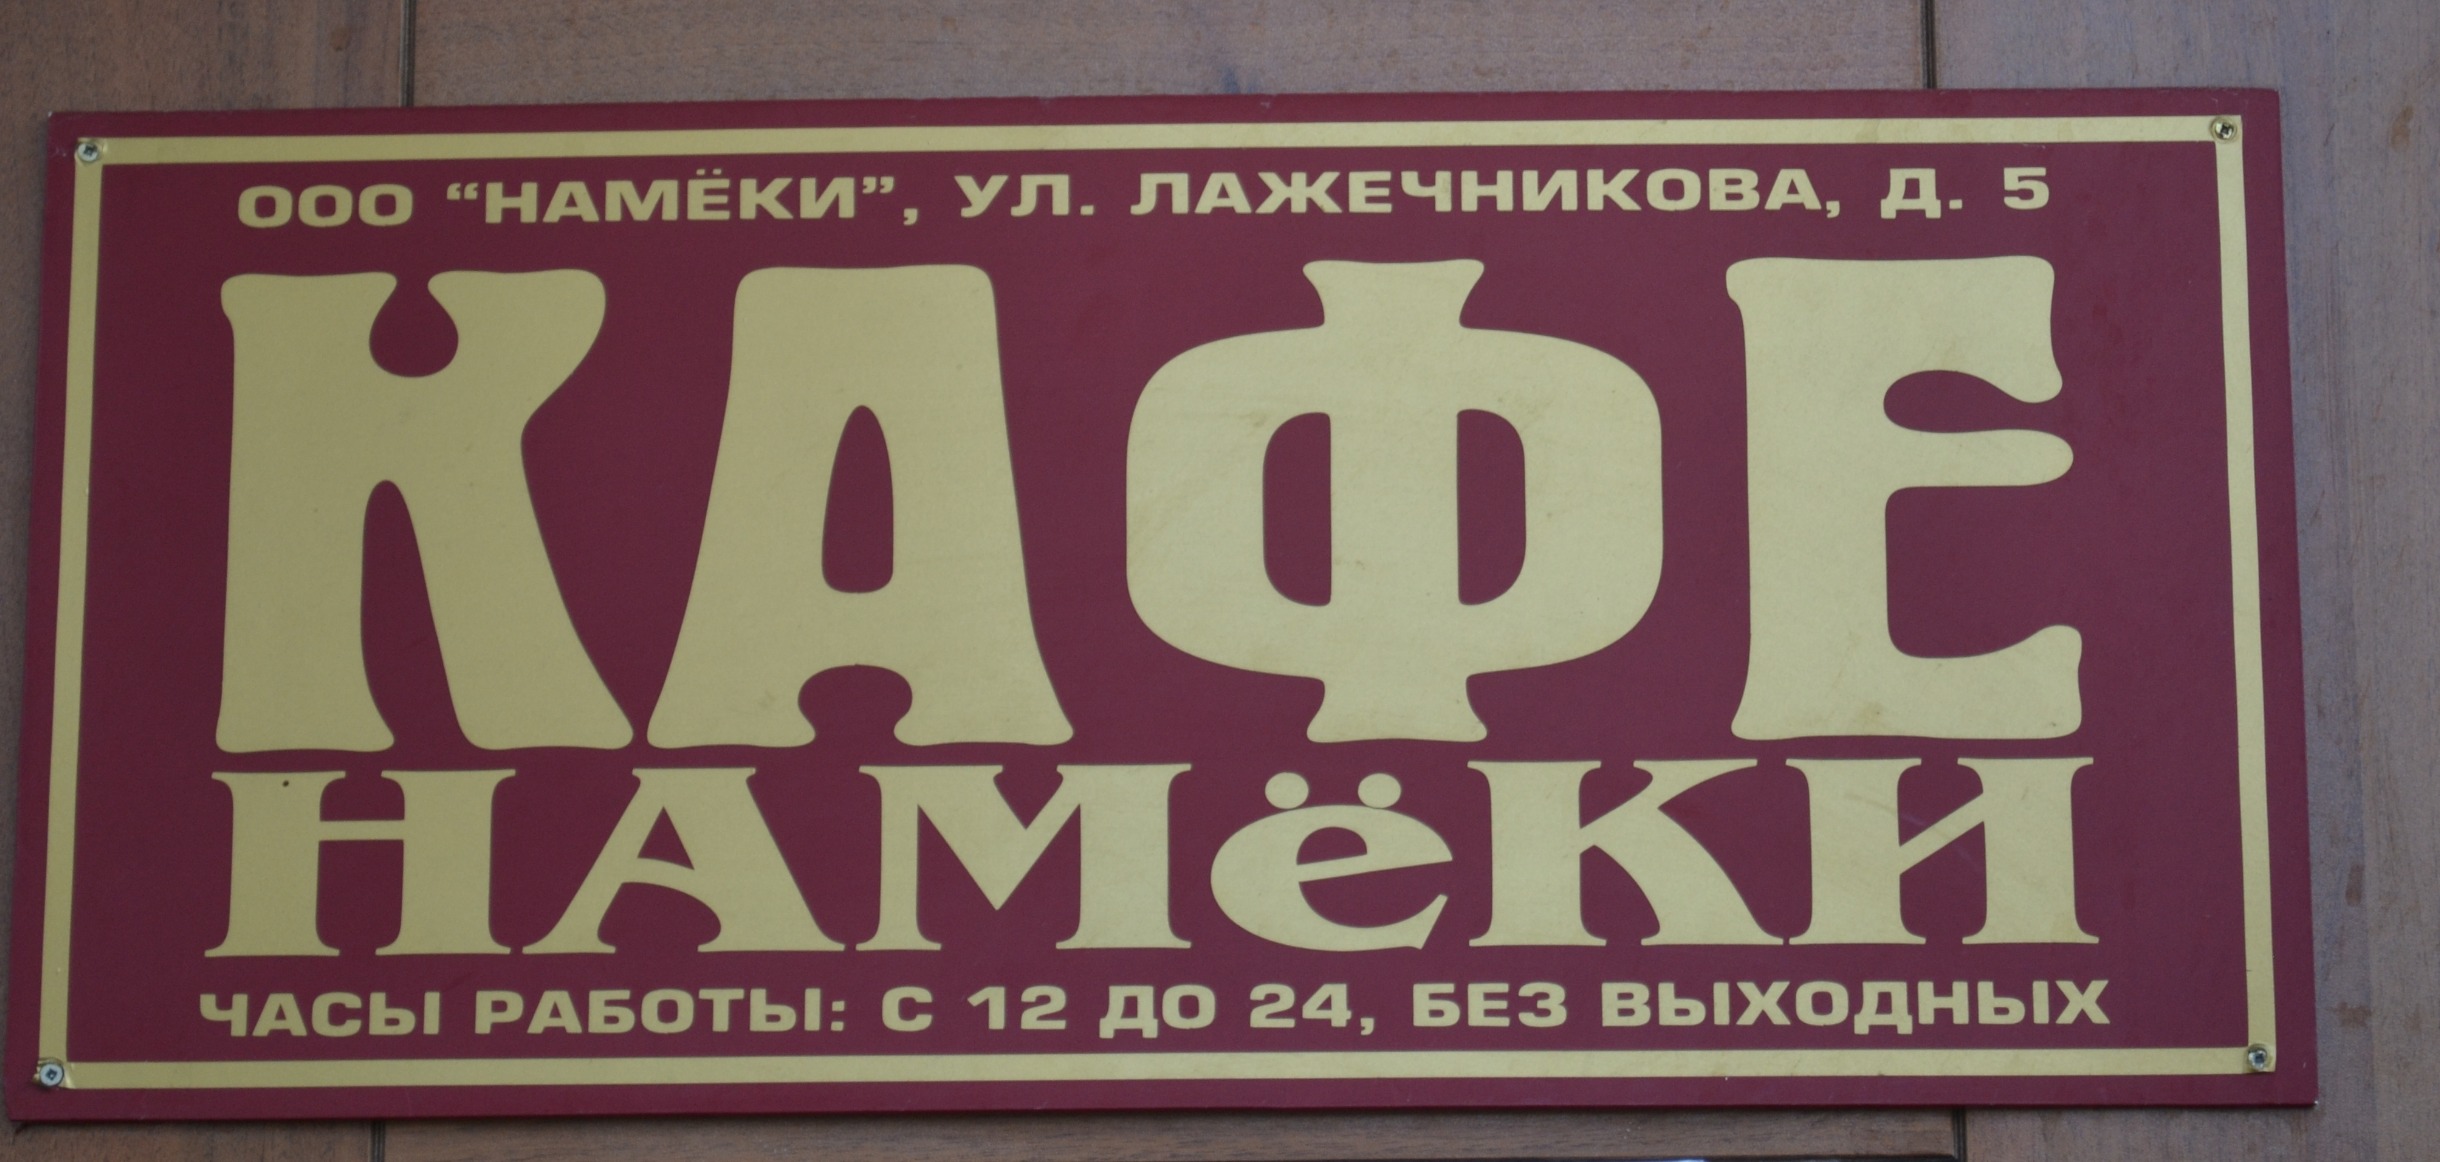 ООО “НАМЁКИ”, УЛ. ЛАЖЕЧНИКОВА, Д. 5
КАФЕ
НАМёКИ
ЧАСЫ РАБОТЫ: С 12 ДО 24, БЕЗ ВЫХОДНЫХ